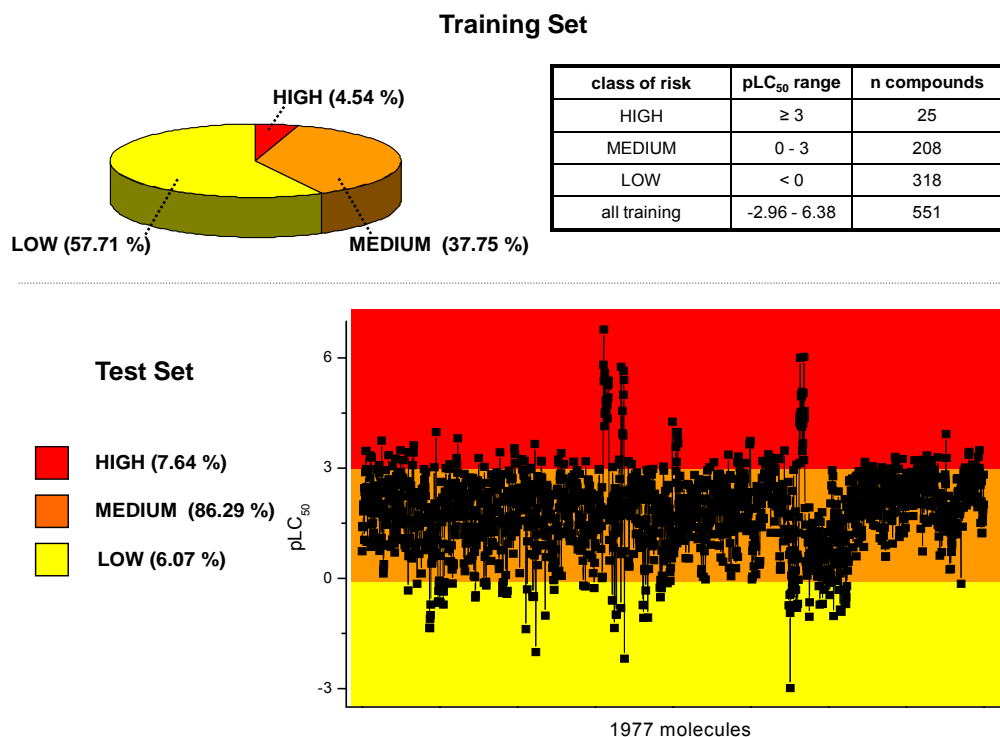 Training Set
HIGH (4.54 %)
LOW (57.71 %)
MEDIUM (37.75 %)
class of risk pLC50 range n compounds
HIGH ≥ 3 25
MEDIUM 0 - 3 208
LOW < 0 318
all training -2.96 - 6.38 551
Test Set
HIGH (7.64 %)
MEDIUM (86.29 %)
LOW (6.07 %)
pLC50
6
3
0
-3
1977 molecules